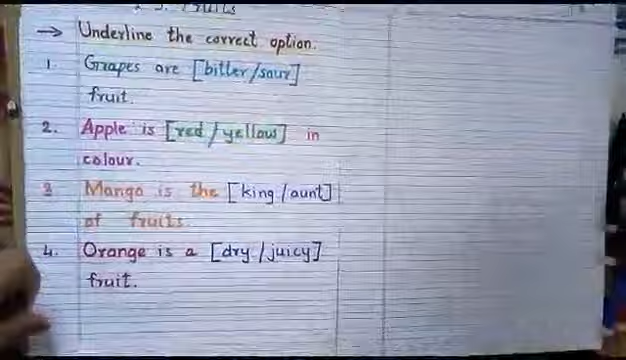 Fruits
→ Underline the correct option.
1. Grapes are [bitter/sour]
fruit.
2. Apple is [red/yellow] in
colour.
3 Mango is the [king/aunt]
of fruits.
4. Orange is a [dry/juicy]
fruit.